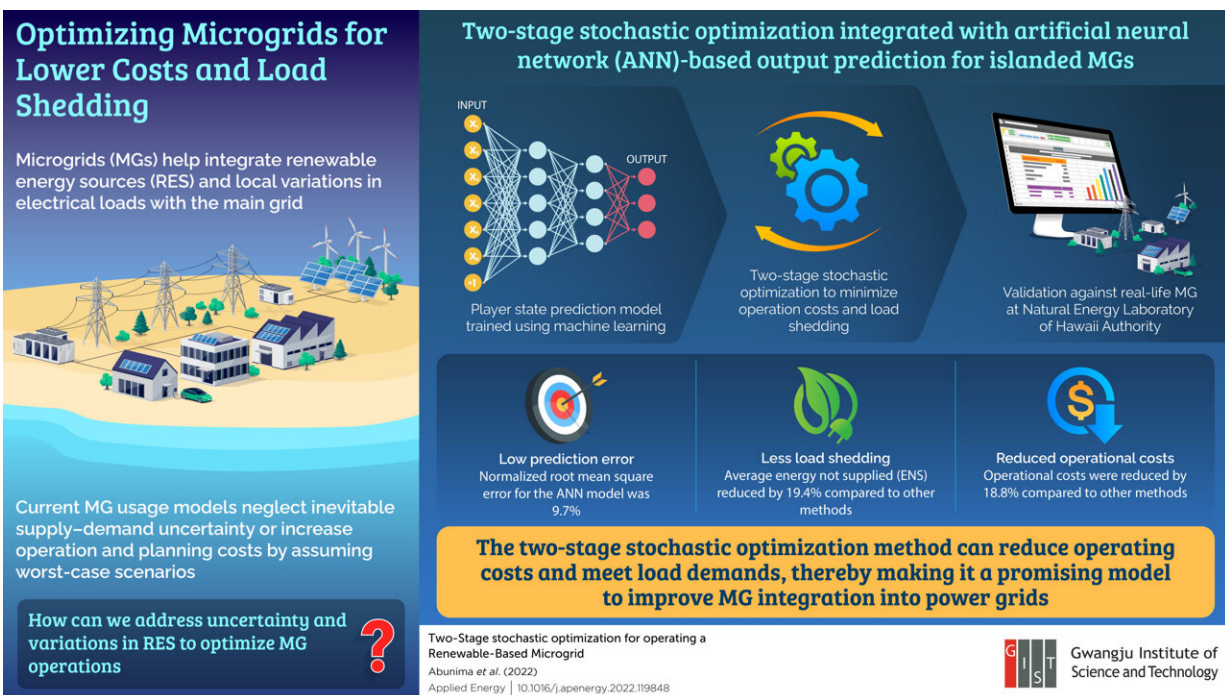 Optimizing Microgrids for
Lower Costs and Load
Shedding
Microgrids (MGs) help integrate renewable
energy sources (RES) and local variations in
electrical loads with the main grid
Current MG usage models neglect inevitable
supply–demand uncertainty or increase
operation and planning costs by assuming
worst-case scenarios
How can we address uncertainty and
variations in RES to optimize MG
operations
?
Two-stage stochastic optimization integrated with artificial neural
network (ANN)-based output prediction for islanded MGs
INPUT
OUTPUT
+1
Player state prediction model
trained using machine learning
Two-stage stochastic
optimization to minimize
operation costs and load
shedding
Validation against real-life MG
at Natural Energy Laboratory
of Hawaii Authority
Low prediction error
Normalized root mean square
error for the ANN model was
9.7%
Less load shedding
Average energy not supplied (ENS)
reduced by 19.4% compared to other
methods
$
Reduced operational costs
Operational costs were reduced by
18.8% compared to other methods
The two-stage stochastic optimization method can reduce operating
costs and meet load demands, thereby making it a promising model
to improve MG integration into power grids
Two-Stage stochastic optimization for operating a
Renewable-Based Microgrid
Abunima et al. (2022)
Applied Energy | 10.1016/j.apenergy.2022.119848
GIST
Gwangju Institute of
Science and Technology